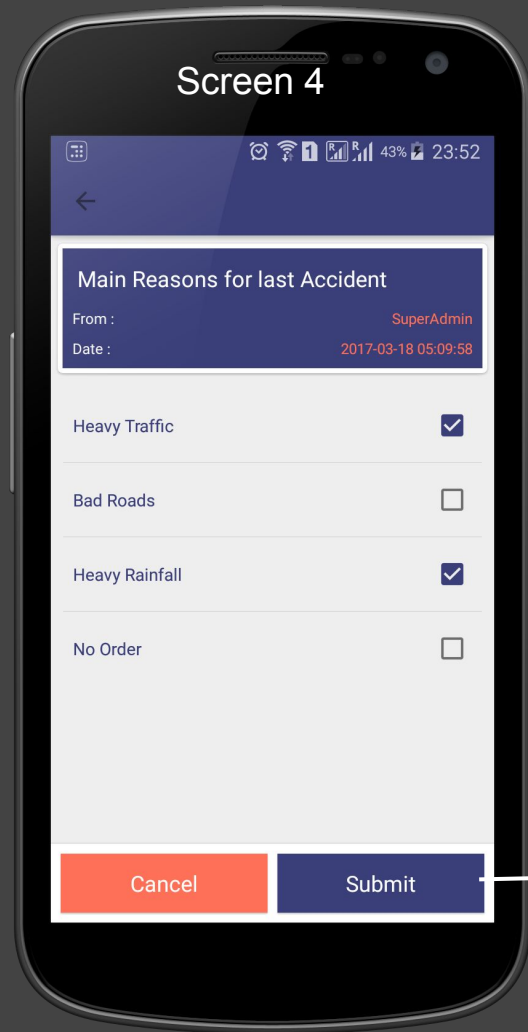 Screen 4
1 R R 43% 23:52
Main Reasons for last Accident
From : SuperAdmin
Date : 2017-03-18 05:09:58
Heavy Traffic
Bad Roads
Heavy Rainfall
No Order
Cancel Submit